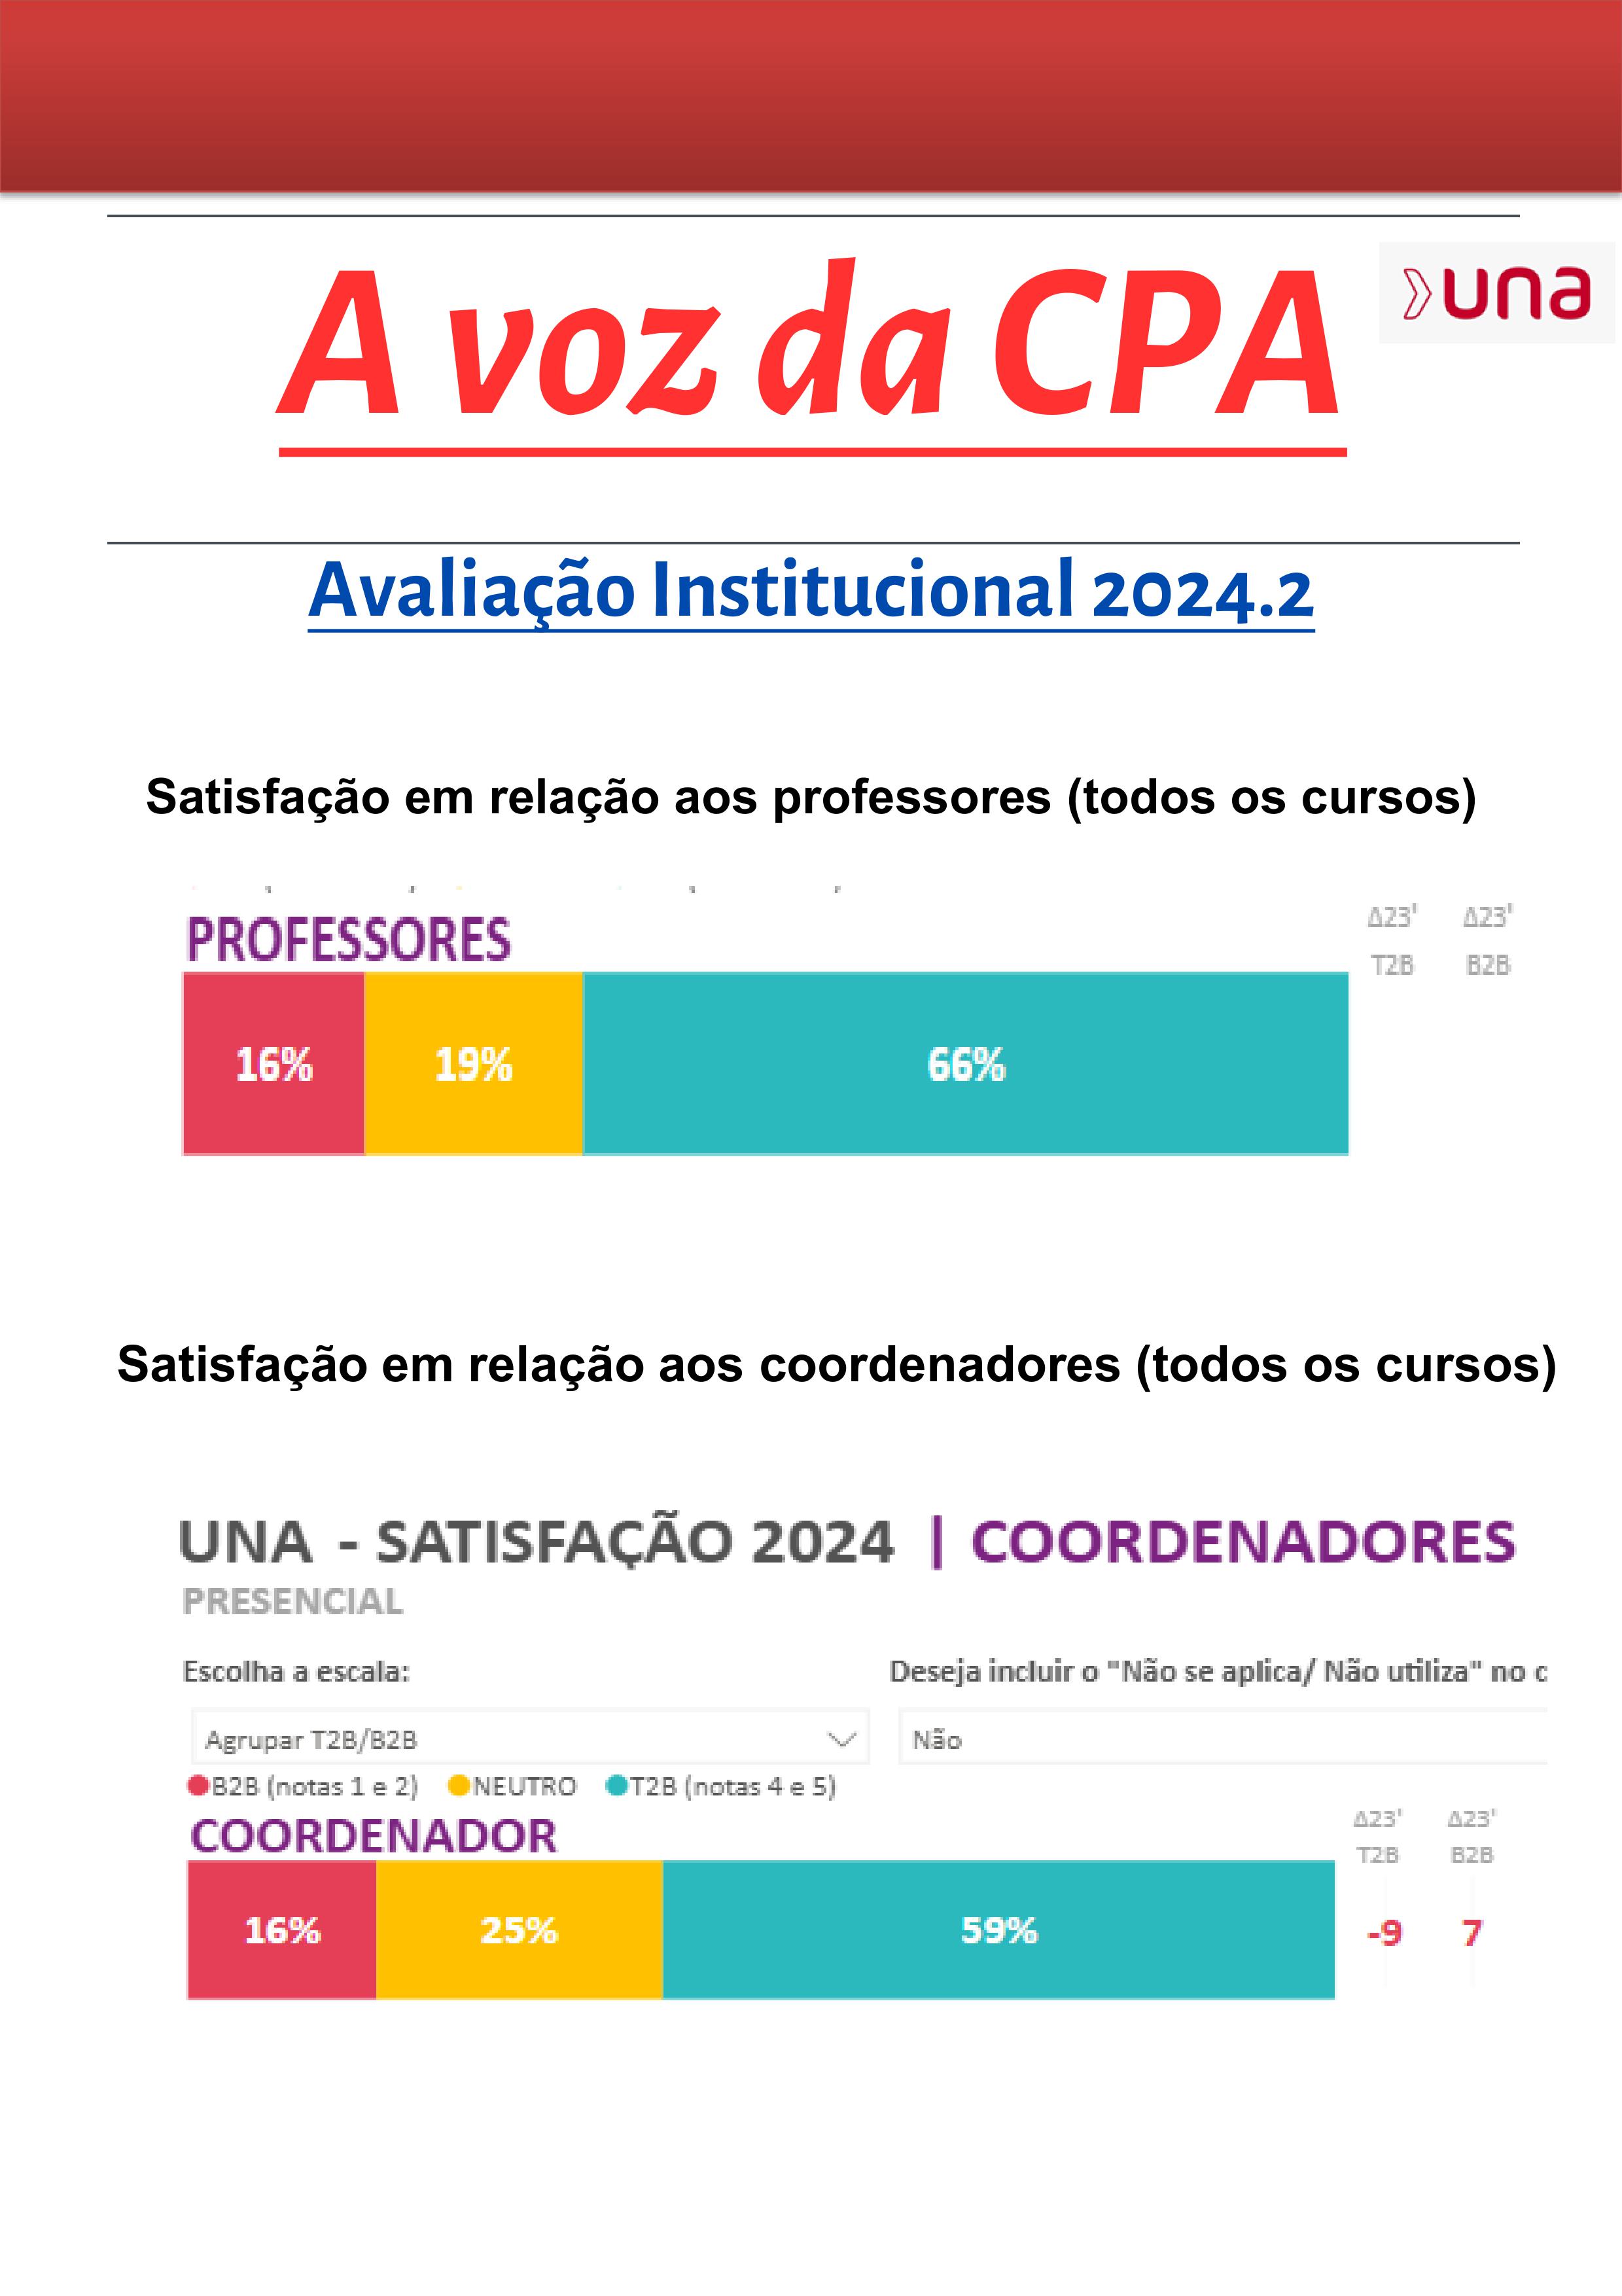 A voz da CPA
una
Avaliação Institucional 2024.2
Satisfação em relação aos professores (todos os cursos)
PROFESSORES
Δ23' Δ23'
T2B B2B
16% 19% 66%
Satisfação em relação aos coordenadores (todos os cursos)
UNA - SATISFAÇÃO 2024 | COORDENADORES
PRESENCIAL
Escolha a escala: Deseja incluir o "Não se aplica/ Não utiliza" no c
Agrupar T2B/B2B Não
B2B (notas 1 e 2) NEUTRO T2B (notas 4 e 5)
COORDENADOR
Δ23' Δ23'
T2B B2B
16% 25% 59% -9 7